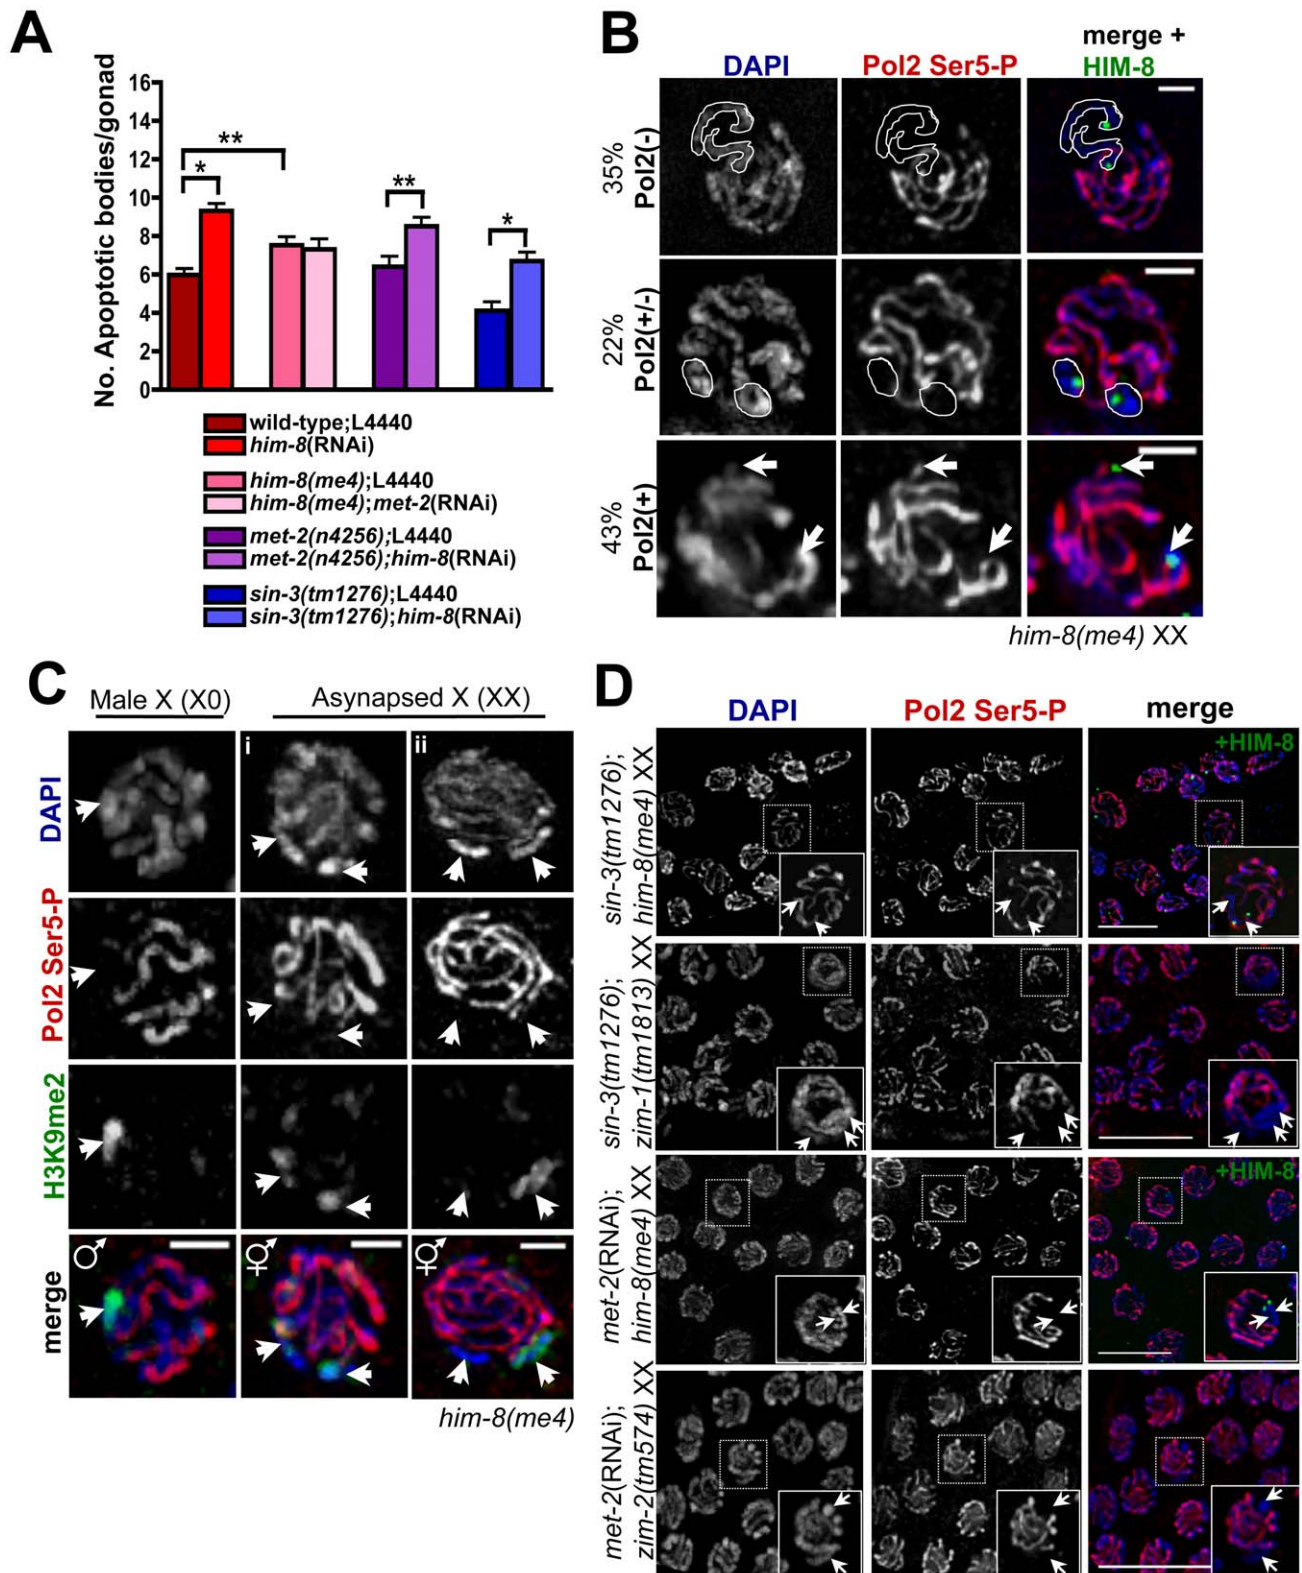 A
No. Apoptotic bodies/gonad
16
14
12
10
8
6
4
2
0
*
**
**
*
wild-type;L4440
him-8(RNAi)
him-8(me4);L4440
him-8(me4);met-2(RNAi)
met-2(n4256);L4440
met-2(n4256);him-8(RNAi)
sin-3(tm1276);L4440
sin-3(tm1276);him-8(RNAi)
B
DAPI
Pol2 Ser5-P
merge +
HIM-8
35%
Pol2(-)
22%
Pol2(+/-)
43%
Pol2(+)
him-8(me4) XX
C
Male X (X0)
Asynapsed X (XX)
i
ii
DAPI
Pol2 Ser5-P
H3K9me2
merge
♂
⚥
⚥
him-8(me4)
D
DAPI
Pol2 Ser5-P
merge
sin-3(tm1276);
him-8(me4) XX
+HIM-8
sin-3(tm1276);
zim-1(tm1813) XX
met-2(RNAi);
him-8(me4) XX
+HIM-8
met-2(RNAi);
zim-2(tm574) XX